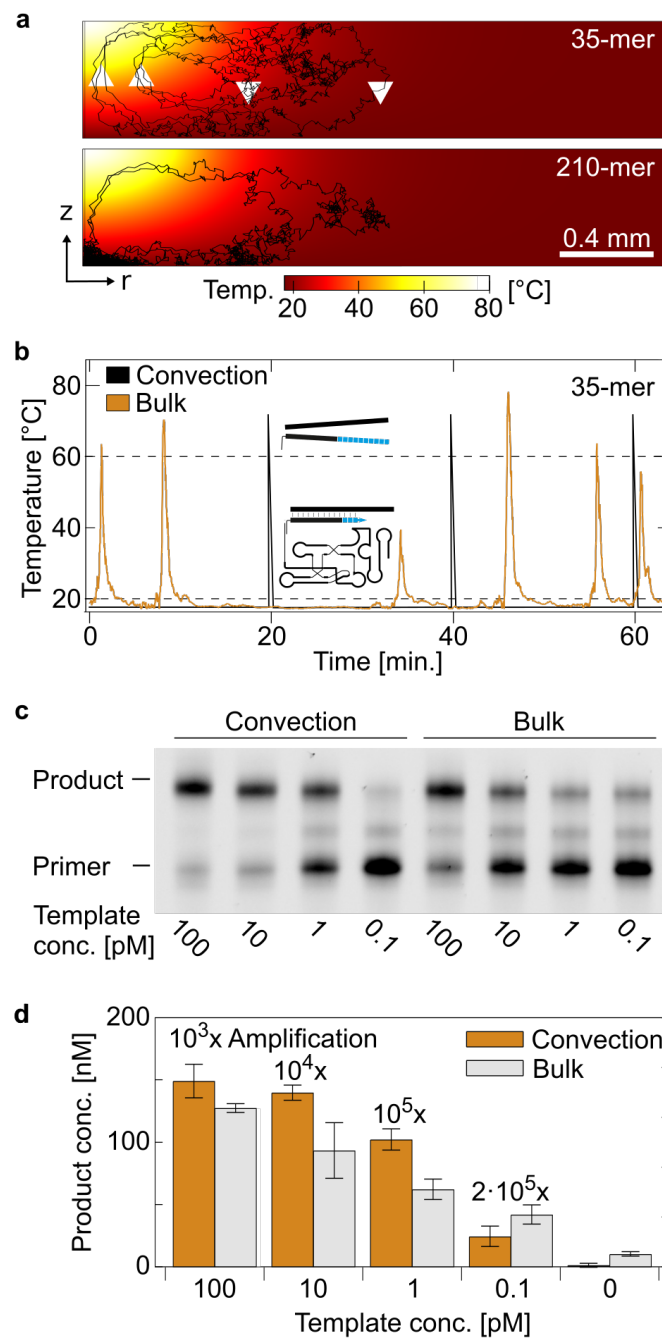 a
35-mer
210-mer
z
r
0.4 mm
Temp.
20 40 60 80
[°C]
b
Convection
Bulk
35-mer
Temperature [°C]
80
60
40
20
0 20 40 60
Time [min.]
c
Convection Bulk
Product
Primer
Template
conc. [pM]
100 10 1 0.1 100 10 1 0.1
d
Product conc. [nM]
200
100
0
10³x Amplification
10⁴x
10⁵x
2·10⁵x
Convection
Bulk
100 10 1 0.1 0
Template conc. [pM]